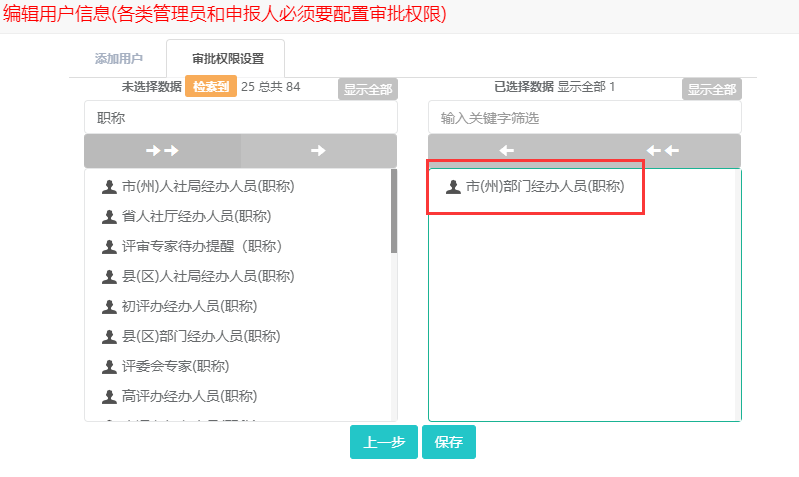 编辑用户信息(各类管理员和申报人必须要配置审批权限)
添加用户 审批权限设置
未选择数据 检索到 25 总共 84 显示全部
已选择数据 显示全部 1 显示全部
职称
输入关键字筛选
市(州)人社局经办人员(职称)
省人社厅经办人员(职称)
评审专家待办提醒（职称）
县(区)人社局经办人员(职称)
初评办经办人员(职称)
县(区)部门经办人员(职称)
评委会专家(职称)
高评办经办人员(职称)
市(州)部门经办人员(职称)
上一步 保存